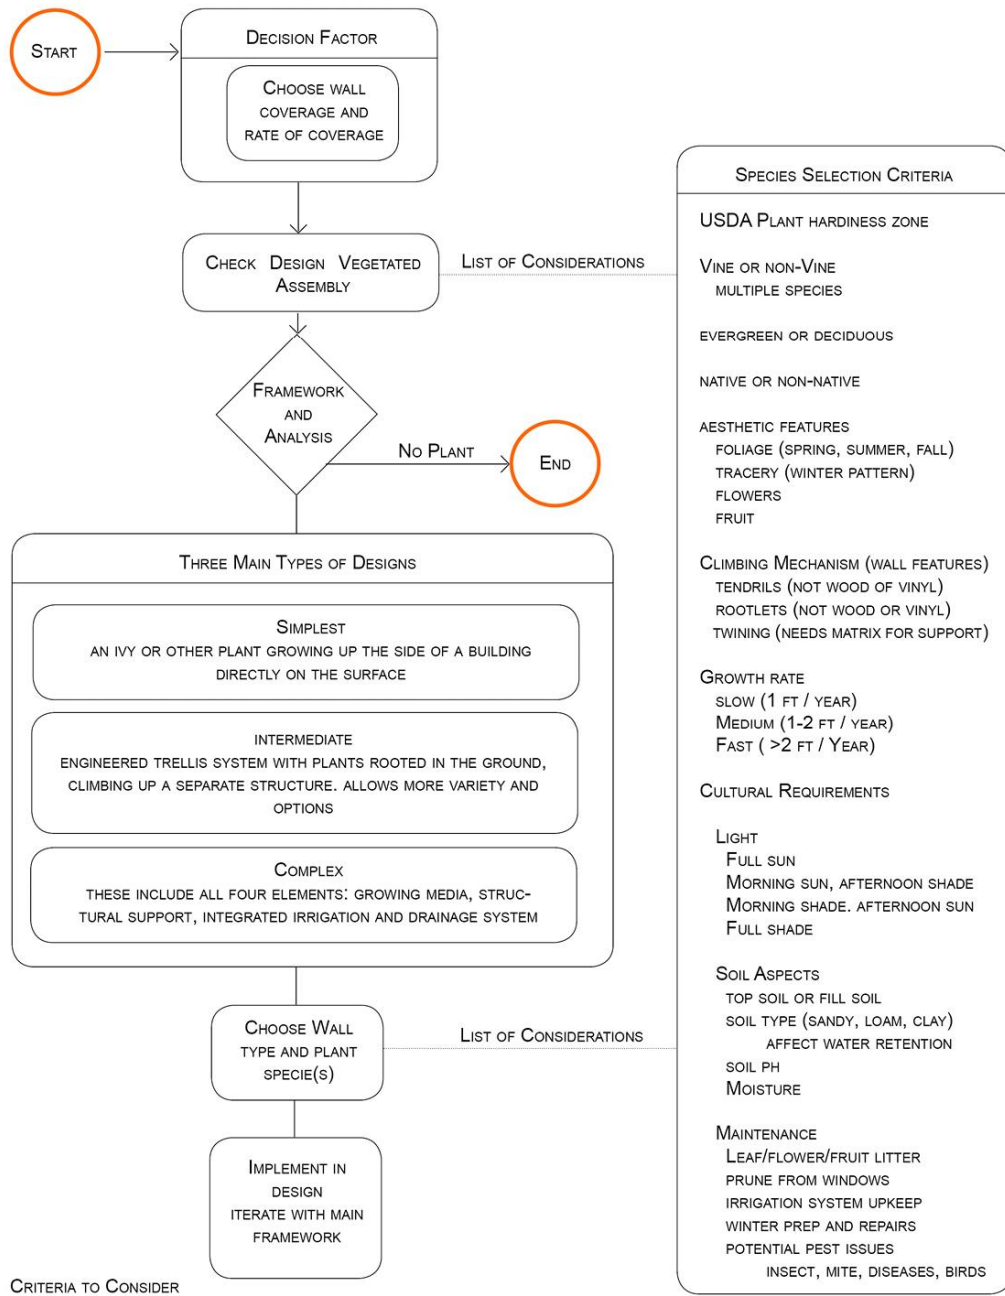 Start
Decision Factor
Choose wall
coverage and
rate of coverage
Check Design Vegetated
Assembly
List of Considerations
Framework
and
Analysis
No Plant
End
Three Main Types of Designs
Simplest
an ivy or other plant growing up the side of a building
directly on the surface
intermediate
engineered trellis system with plants rooted in the ground,
climbing up a separate structure. allows more variety and
options
Complex
these include all four elements: growing media, struc-
tural support, integrated irrigation and drainage system
Choose Wall
type and plant
specie(s)
List of Considerations
Implement in
design
iterate with main
framework
Criteria to Consider
Species Selection Criteria
USDA Plant hardiness zone
Vine or non-Vine
multiple species
evergreen or deciduous
native or non-native
aesthetic features
foliage (spring, summer, fall)
tracery (winter pattern)
flowers
fruit
Climbing Mechanism (wall features)
tendrils (not wood of vinyl)
rootlets (not wood or vinyl)
twining (needs matrix for support)
Growth rate
slow (1 ft / year)
Medium (1-2 ft / year)
Fast ( >2 ft / Year)
Cultural Requirements
Light
Full sun
Morning sun, afternoon shade
Morning shade. afternoon sun
Full shade
Soil Aspects
top soil or fill soil
soil type (sandy, loam, clay)
affect water retention
soil ph
Moisture
Maintenance
Leaf/flower/fruit litter
prune from windows
irrigation system upkeep
winter prep and repairs
potential pest issues
insect, mite, diseases, birds